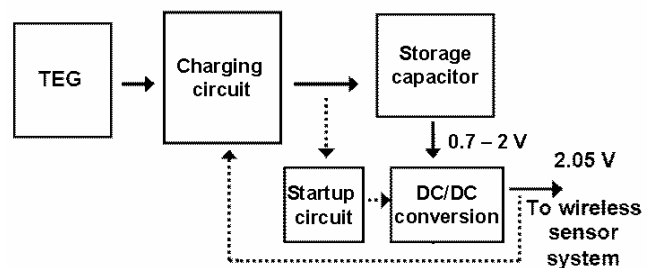 TEG
Charging
circuit
Storage
capacitor
0.7 – 2 V
2.05 V
Startup
circuit
DC/DC
conversion
To wireless
sensor
system